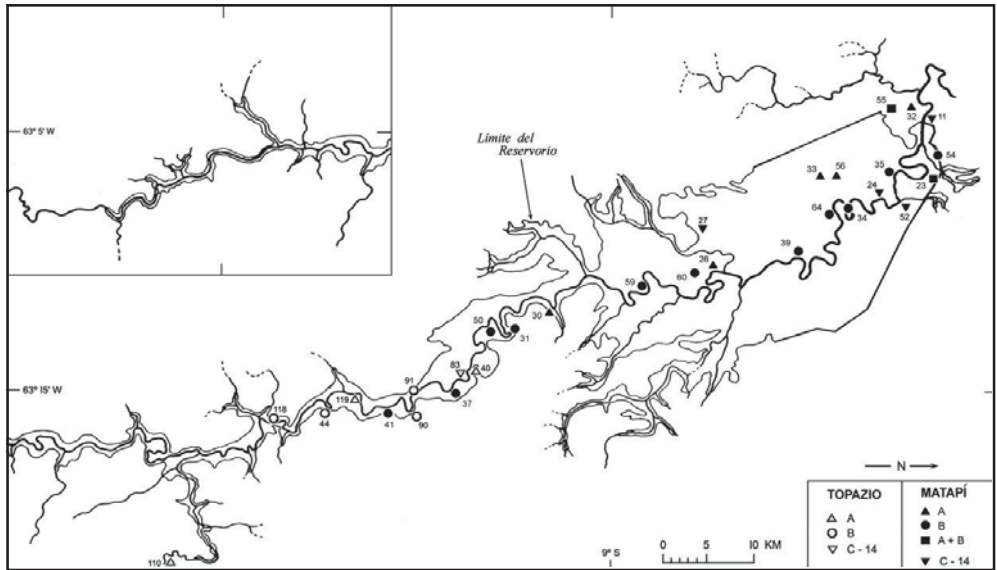 63° 5' W
Límite del
Reservorio
55
32
11
54
33
56
35
24
23
64
34
52
27
39
26
60
59
30
50
31
83
40
91
37
63° 15' W
119
118
44
41
90
110
N
TOPAZIO
A
B
C - 14
MATAPÍ
A
B
A + B
C - 14
0 5 10 KM
9° S